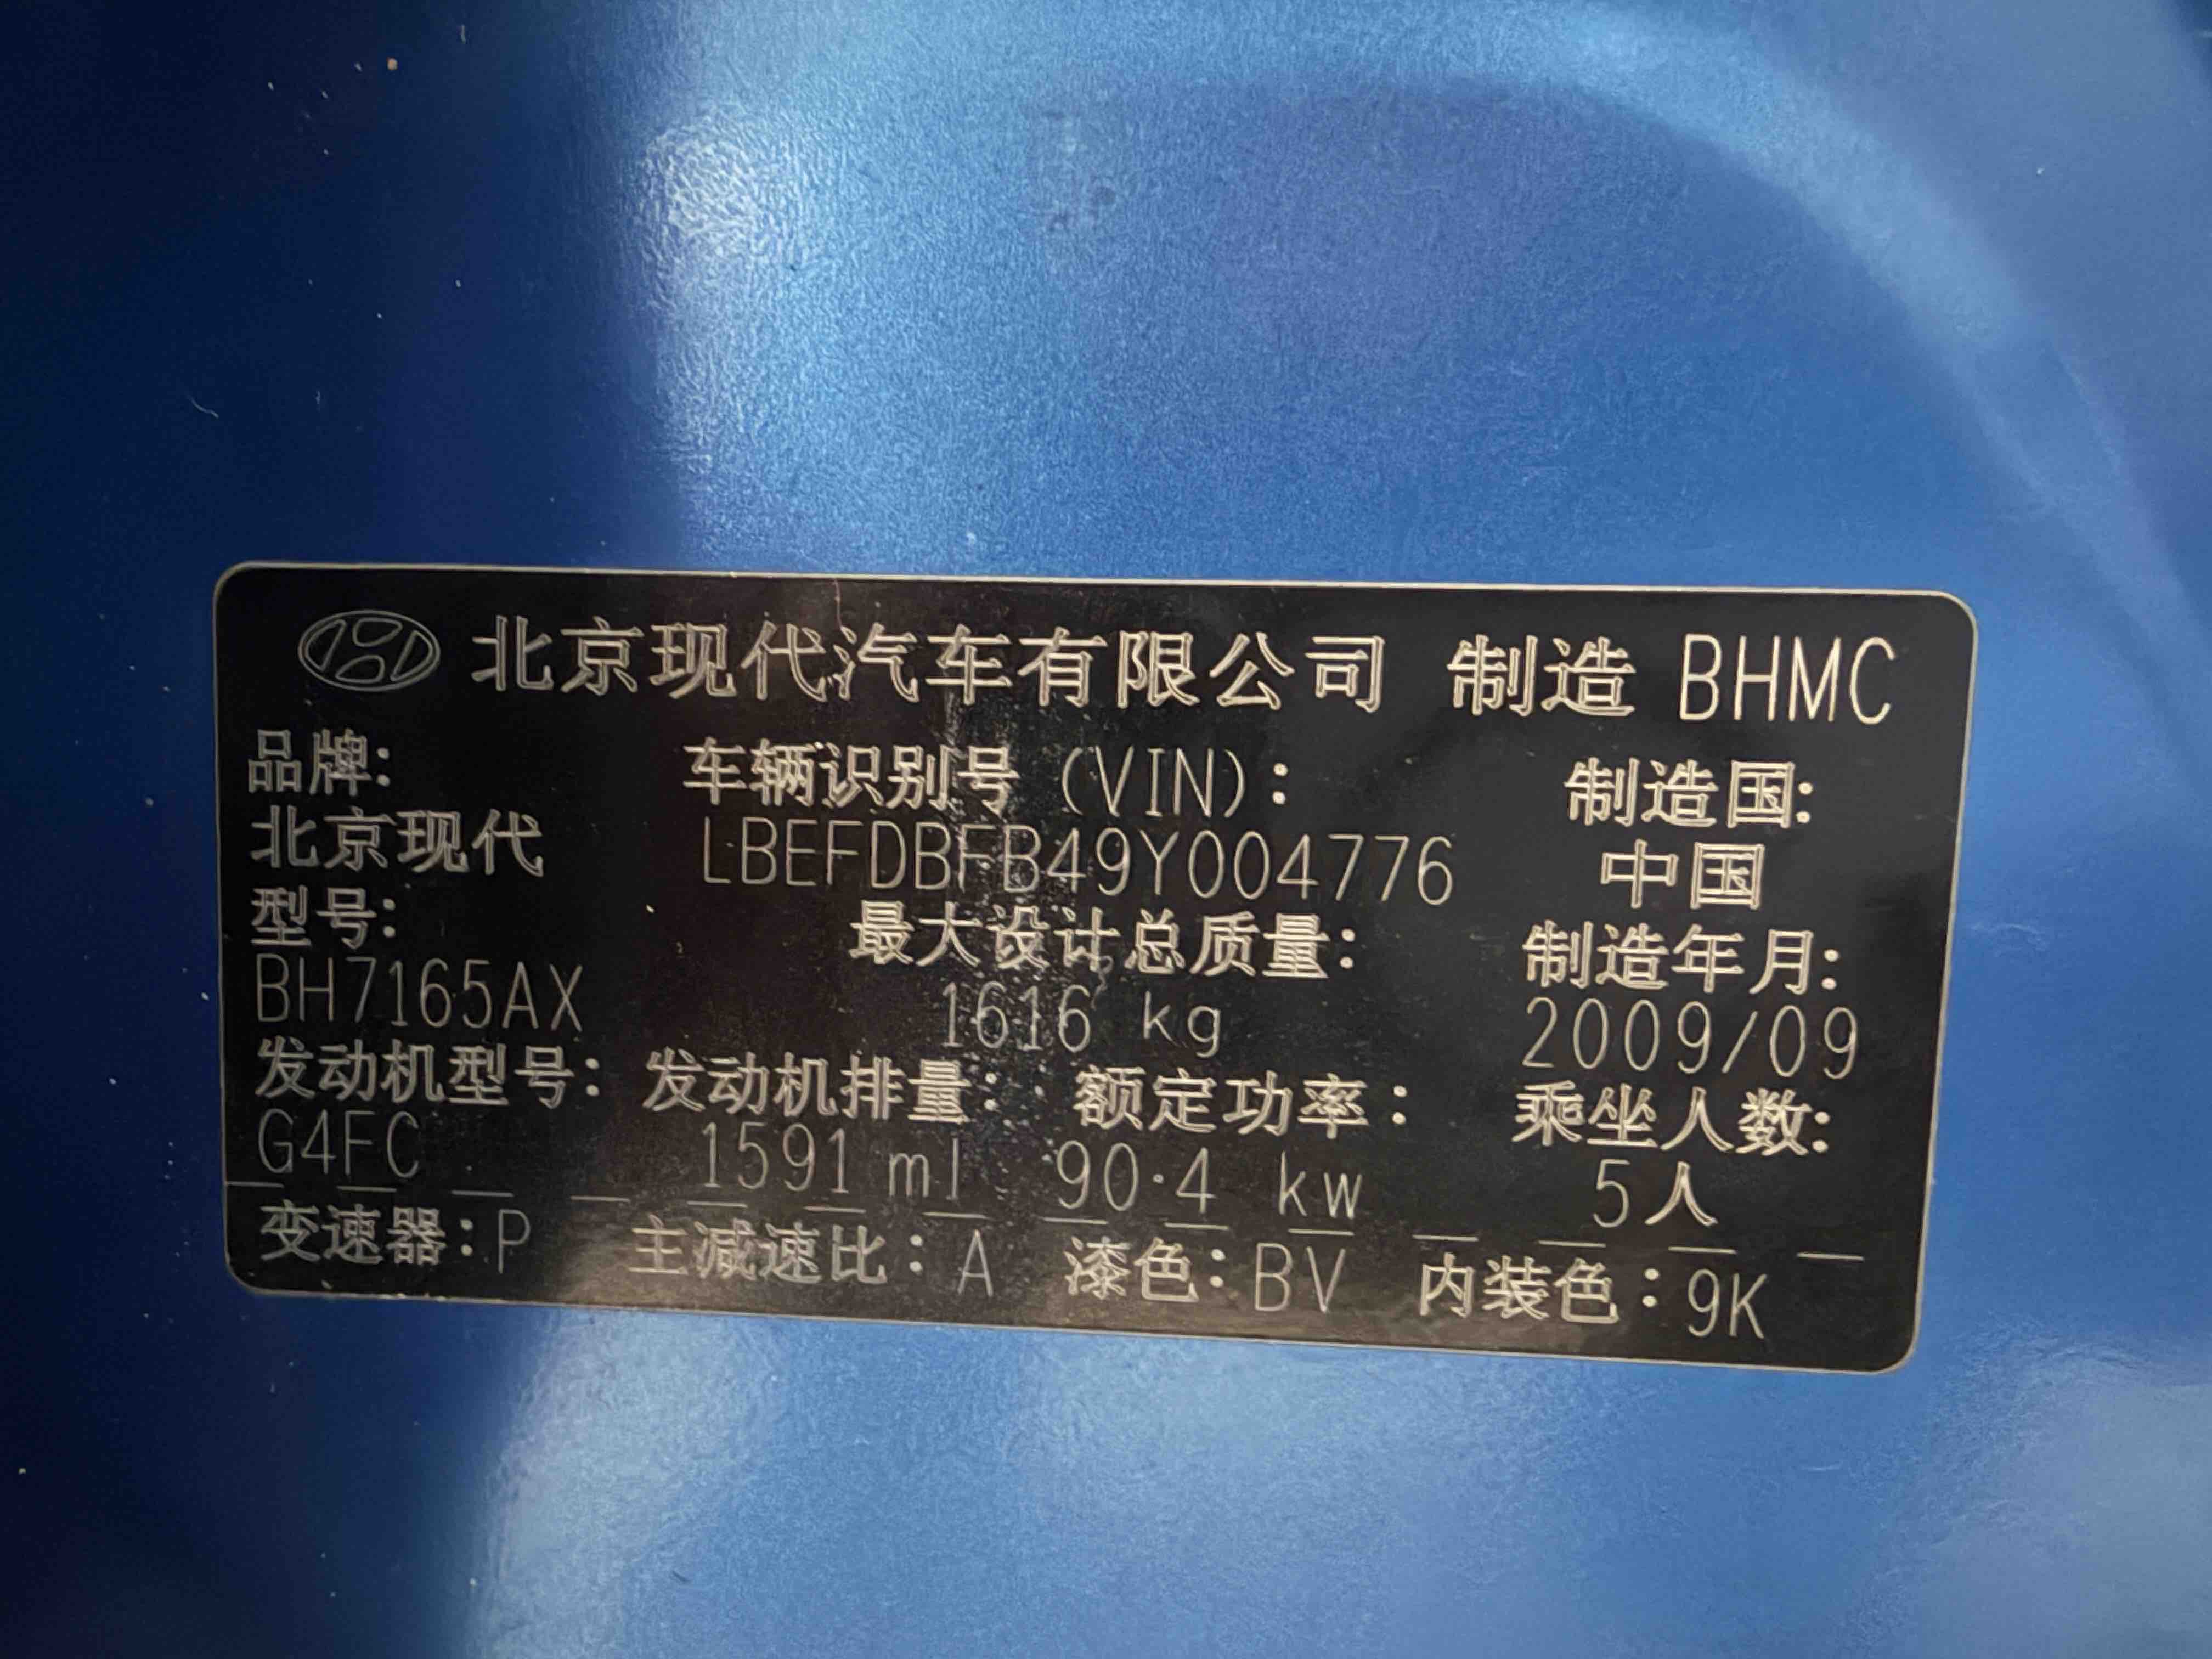 北京现代汽车有限公司 制造 BHMC
品牌: 车辆识别号 (VIN): 制造国:
北京现代 LBEFDBFB49Y004776 中国
型号: 最大设计总质量: 制造年月:
BH7165AX 1616 kg 2009/09
发动机型号: 发动机排量: 额定功率: 乘坐人数:
G4FC 1591 ml 90.4 kw 5人
变速器:P 主减速比:A 漆色:BV 内装色:9K